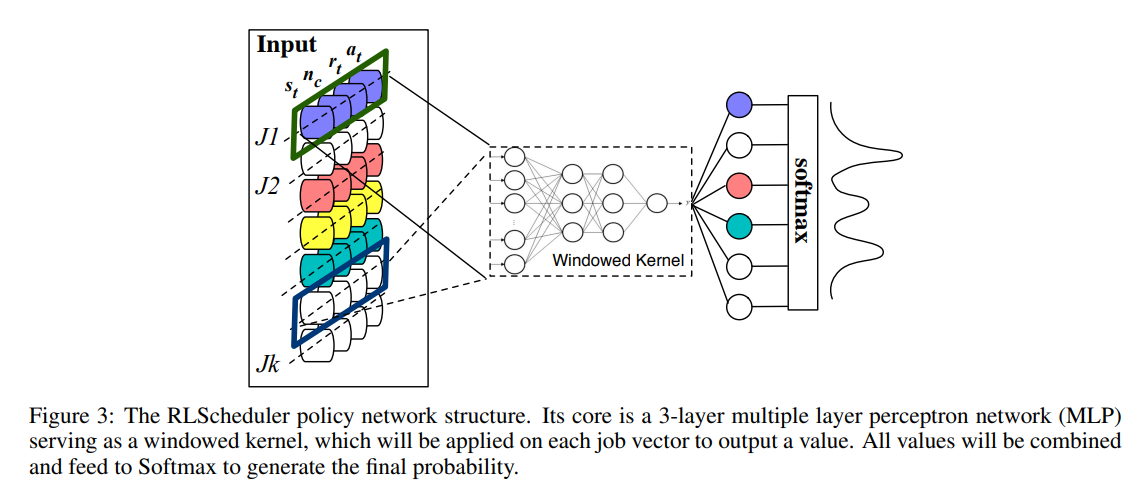 Input
s_t n_c r_t a_t
J1
J2
Jk
Windowed Kernel
softmax
Figure 3: The RLScheduler policy network structure. Its core is a 3-layer multiple layer perceptron network (MLP)
serving as a windowed kernel, which will be applied on each job vector to output a value. All values will be combined
and feed to Softmax to generate the final probability.